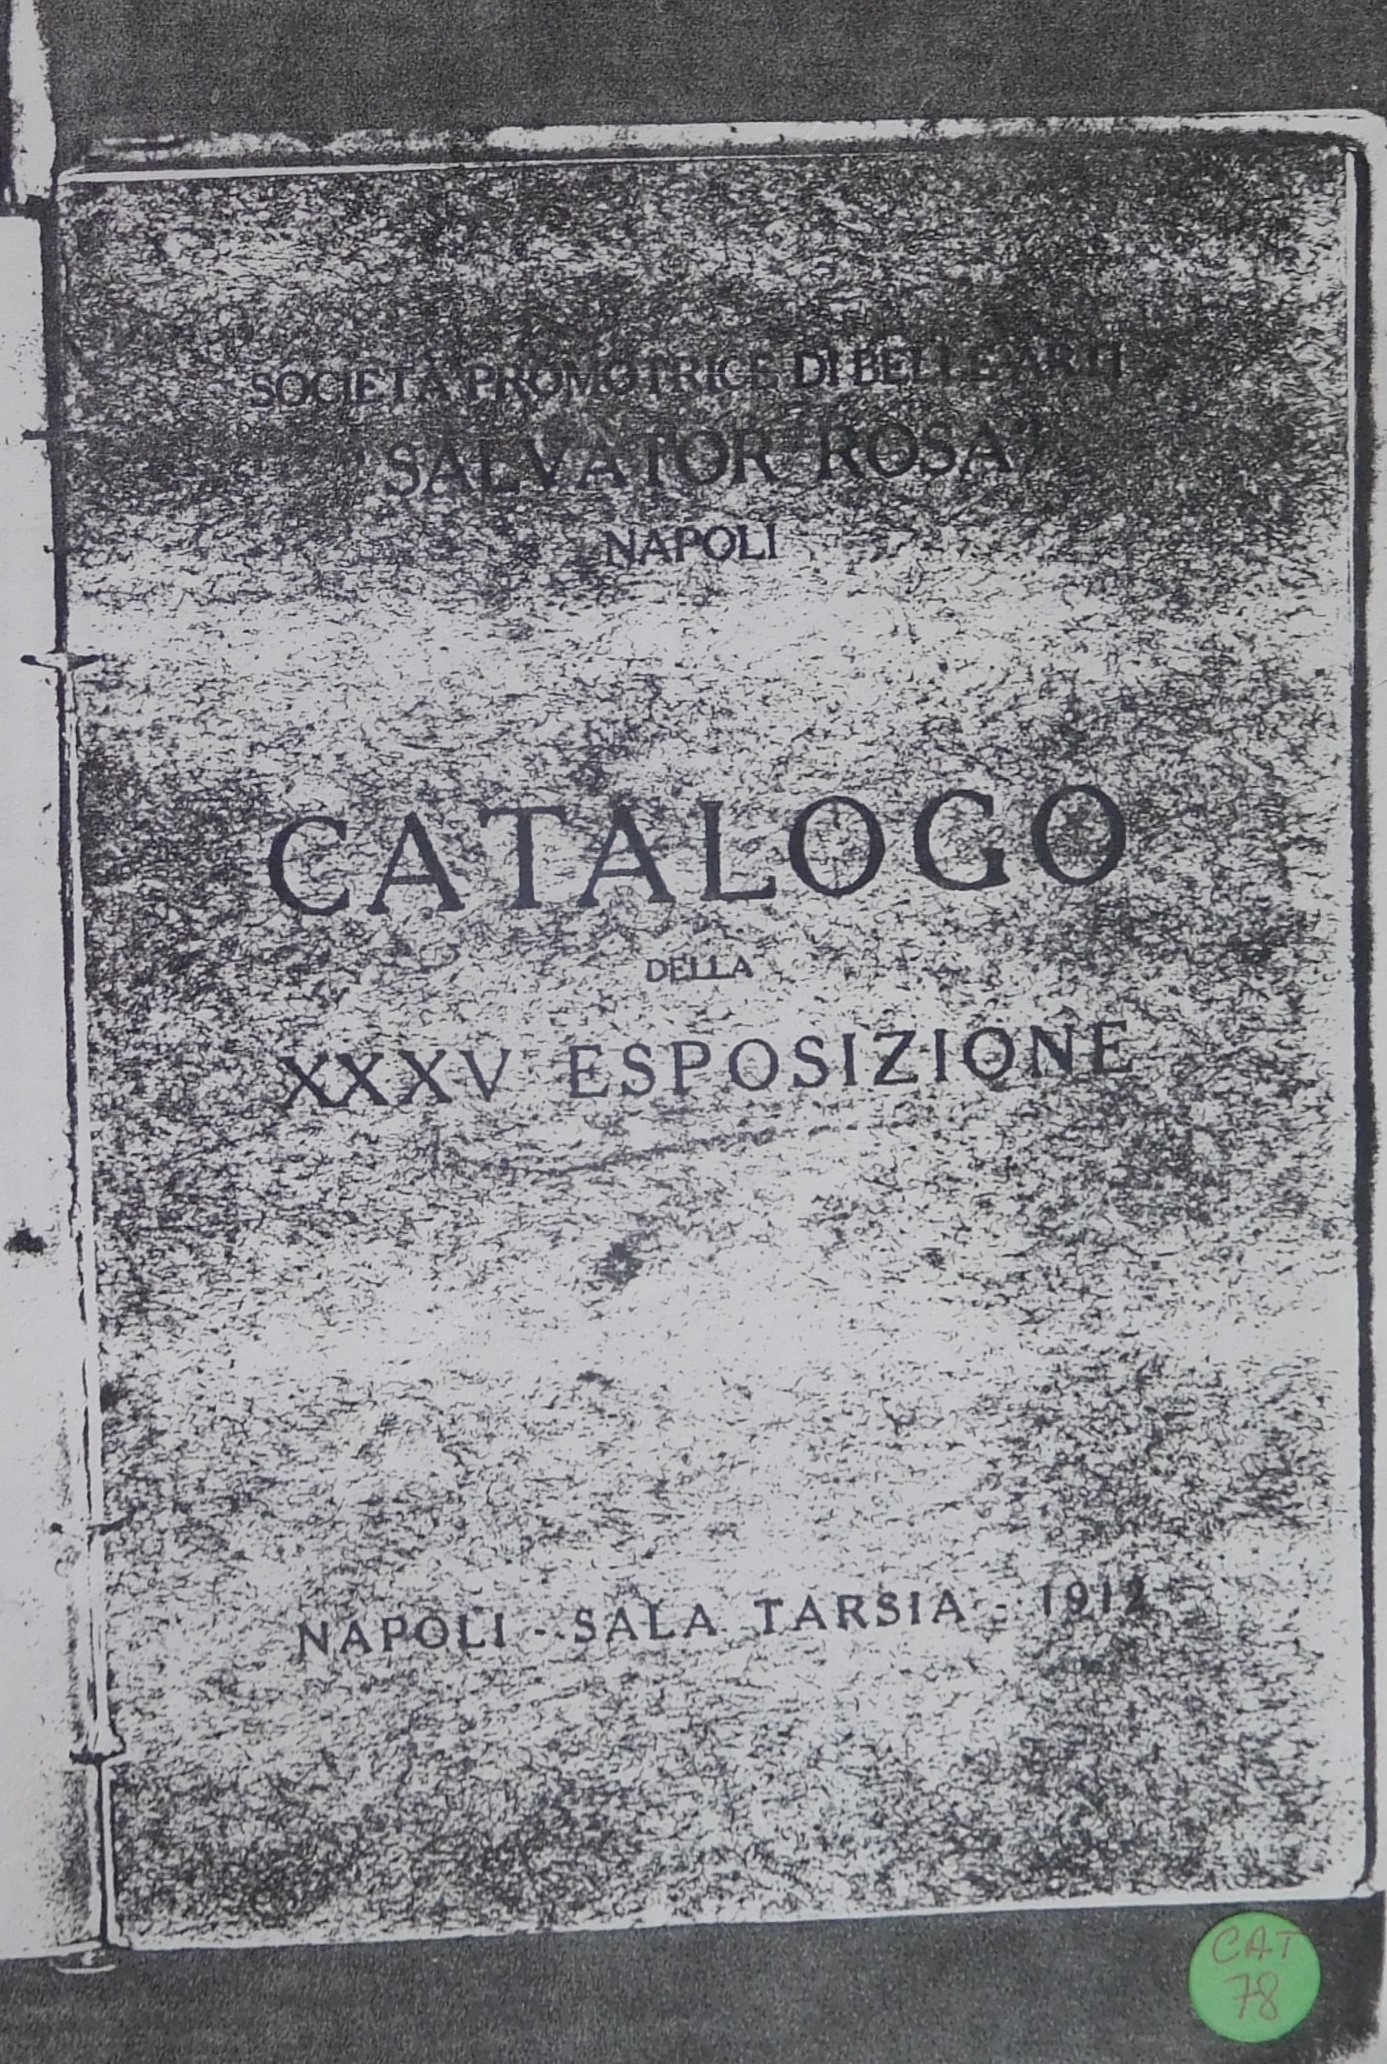 SOCIETÀ PROMOTRICE DI BELLE ARTI
"SALVATOR ROSA"
NAPOLI
CATALOGO
DELLA
XXXV ESPOSIZIONE
NAPOLI - SALA TARSIA - 1912
CAT
78